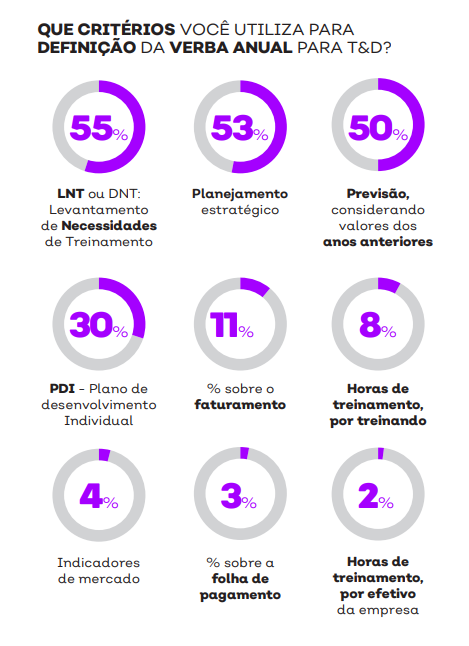 QUE CRITÉRIOS VOCÊ UTILIZA PARA
DEFINIÇÃO DA VERBA ANUAL PARA T&D?
55%
LNT ou DNT:
Levantamento
de Necessidades
de Treinamento
53%
Planejamento
estratégico
50%
Previsão,
considerando
valores dos
anos anteriores
30%
PDI - Plano de
desenvolvimento
Individual
11%
% sobre o
faturamento
8%
Horas de
treinamento,
por treinando
4%
Indicadores
de mercado
3%
% sobre a
folha de
pagamento
2%
Horas de
treinamento,
por efetivo
da empresa